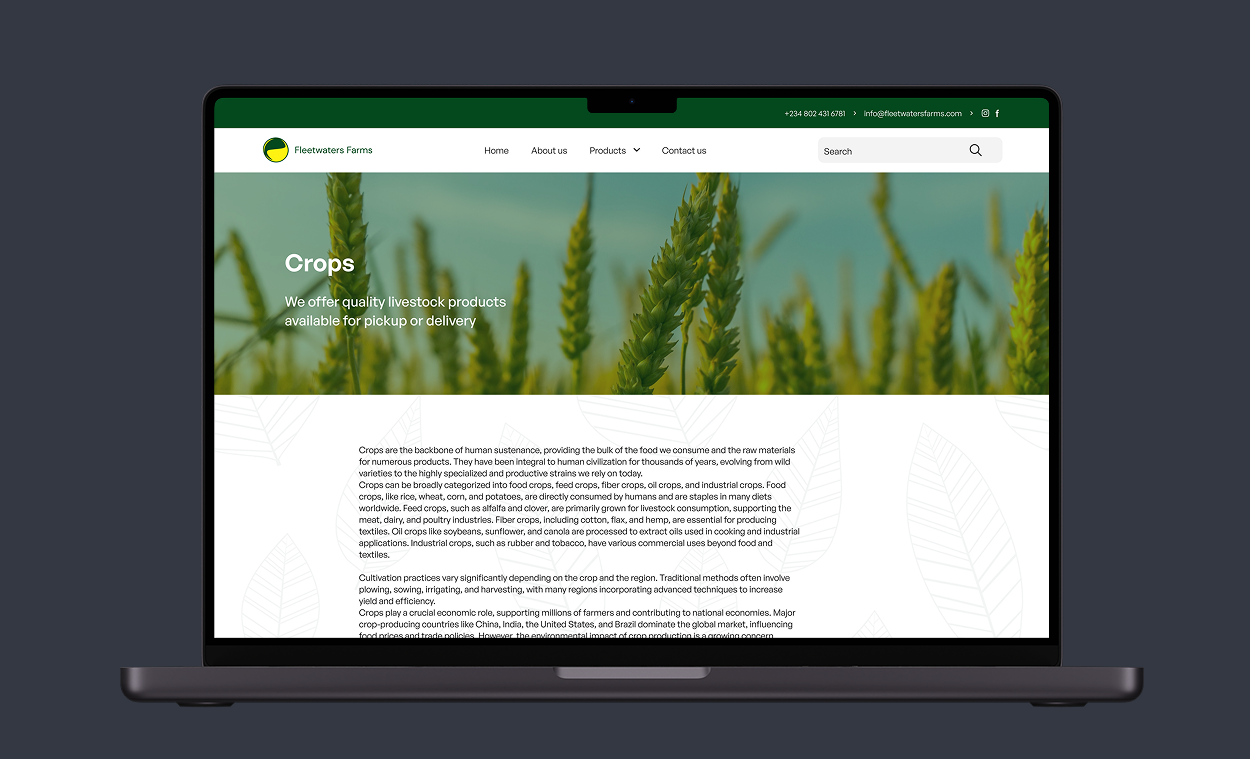 +234 802 431 6781 > info@fleetwatersfarms.com >
Fleetwaters Farms
Home About us Products Contact us
Search
Crops
We offer quality livestock products
available for pickup or delivery
Crops are the backbone of human sustenance, providing the bulk of the food we consume and the raw materials
for numerous products. They have been integral to human civilization for thousands of years, evolving from wild
varieties to the highly specialized and productive strains we rely on today.
Crops can be broadly categorized into food crops, feed crops, fiber crops, oil crops, and industrial crops. Food
crops, like rice, wheat, corn, and potatoes, are directly consumed by humans and are staples in many diets
worldwide. Feed crops, such as alfalfa and clover, are primarily grown for livestock consumption, supporting the
meat, dairy, and poultry industries. Fiber crops, including cotton, flax, and hemp, are essential for producing
textiles. Oil crops like soybeans, sunflower, and canola are processed to extract oils used in cooking and industrial
applications. Industrial crops, such as rubber and tobacco, have various commercial uses beyond food and
textiles.
Cultivation practices vary significantly depending on the crop and the region. Traditional methods often involve
plowing, sowing, irrigating, and harvesting, with many regions incorporating advanced techniques to increase
yield and efficiency.
Crops play a crucial economic role, supporting millions of farmers and contributing to national economies. Major
crop-producing countries like China, India, the United States, and Brazil dominate the global market, influencing
food prices and trade policies. However, the environmental impact of crop production is a growing concern